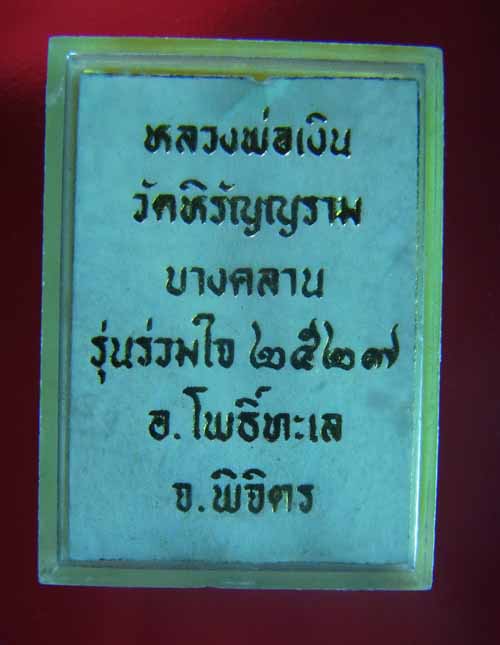 หลวงพ่อเงิน
วัดหิรัญญราม
บางคลาน
รุ่นร่วมใจ ๒๕๒๗
อ.โพธิ์ทะเล
จ.พิจิตร